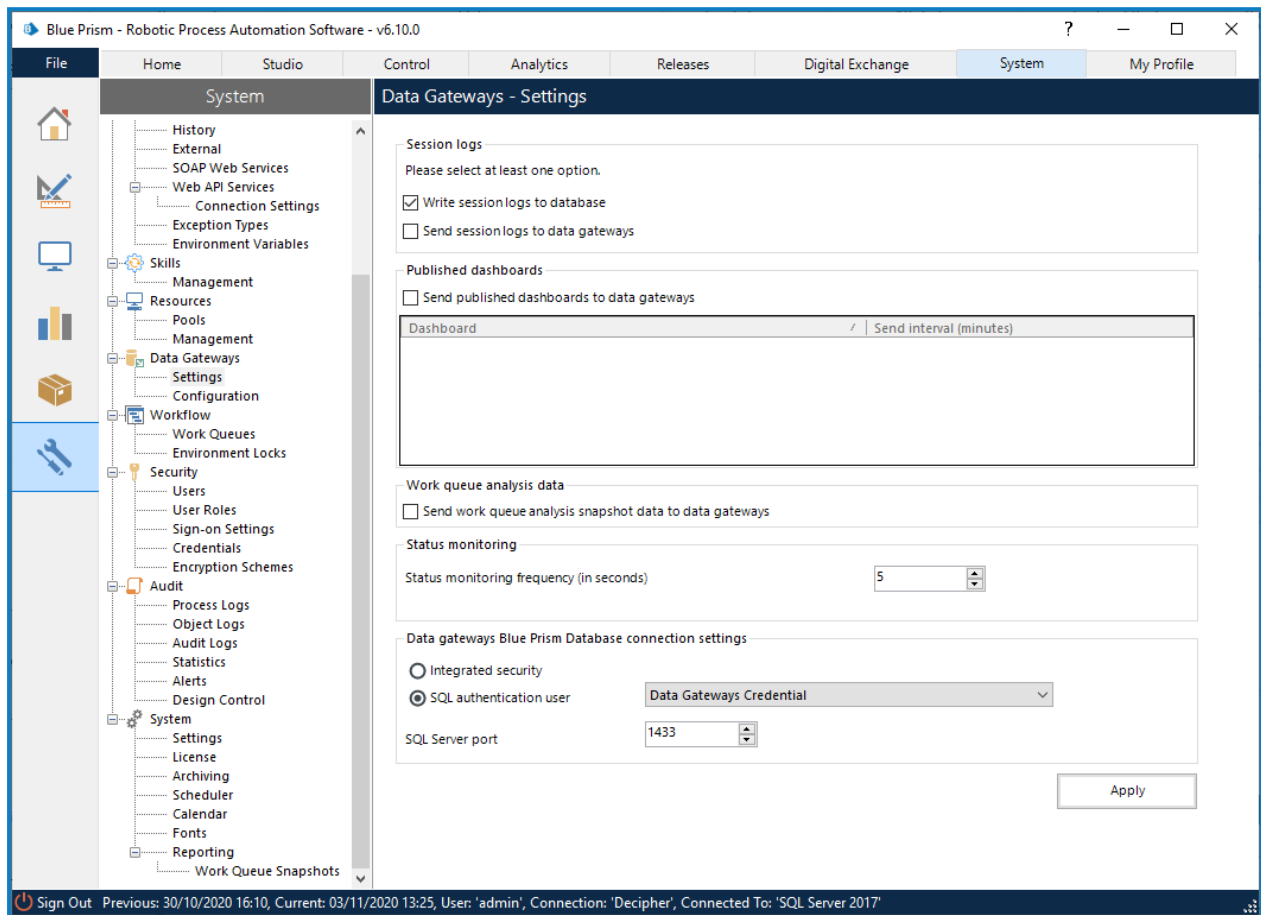 Blue Prism - Robotic Process Automation Software - v6.10.0
?
File Home Studio Control Analytics Releases Digital Exchange System My Profile
System
Data Gateways - Settings
History
External
SOAP Web Services
Web API Services
Connection Settings
Exception Types
Environment Variables
Skills
Management
Resources
Pools
Management
Data Gateways
Settings
Configuration
Workflow
Work Queues
Environment Locks
Security
Users
User Roles
Sign-on Settings
Credentials
Encryption Schemes
Audit
Process Logs
Object Logs
Audit Logs
Statistics
Alerts
Design Control
System
Settings
License
Archiving
Scheduler
Calendar
Fonts
Reporting
Work Queue Snapshots
Session logs
Please select at least one option.
Write session logs to database
Send session logs to data gateways
Published dashboards
Send published dashboards to data gateways
Dashboard / Send interval (minutes)
Work queue analysis data
Send work queue analysis snapshot data to data gateways
Status monitoring
Status monitoring frequency (in seconds) 5
Data gateways Blue Prism Database connection settings
Integrated security
SQL authentication user Data Gateways Credential
SQL Server port 1433
Apply
Sign Out Previous: 30/10/2020 16:10, Current: 03/11/2020 13:25, User: 'admin', Connection: 'Decipher', Connected To: 'SQL Server 2017'